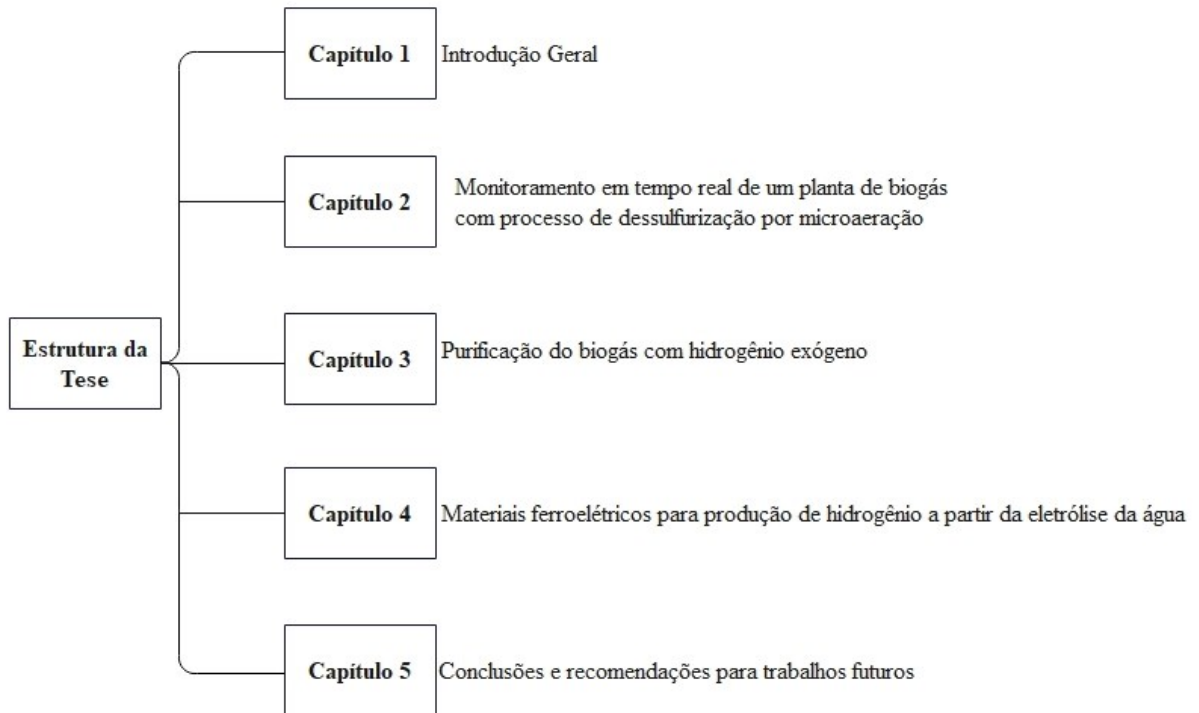 Capítulo 1
Introdução Geral
Capítulo 2
Monitoramento em tempo real de um planta de biogás
com processo de dessulfurização por microaeração
Estrutura da
Tese
Capítulo 3
Purificação do biogás com hidrogênio exógeno
Capítulo 4
Materiais ferroelétricos para produção de hidrogênio a partir da eletrólise da água
Capítulo 5
Conclusões e recomendações para trabalhos futuros